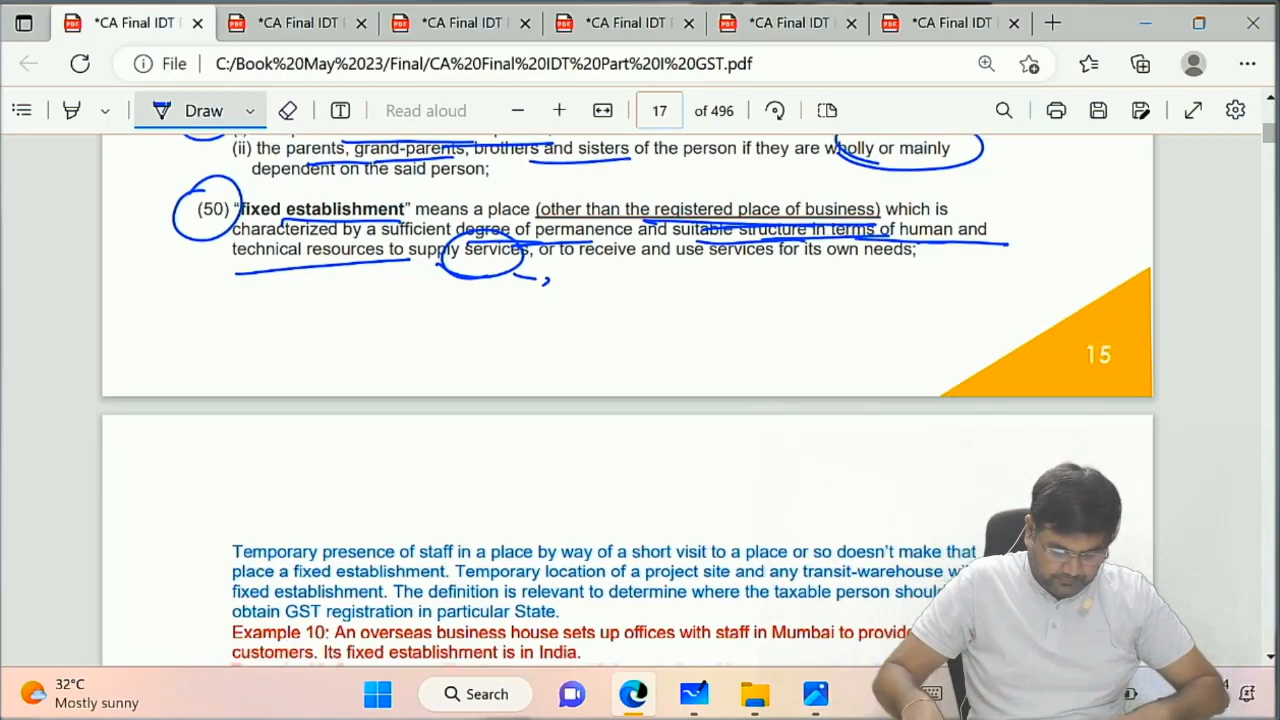 *CA Final IDT
*CA Final IDT
*CA Final IDT
*CA Final IDT
*CA Final IDT
*CA Final IDT
File
C:/Book%20May%202023/Final/CA%20Final%20IDT%20Part%20I%20GST.pdf
Draw
Read aloud
17 of 496
(ii) the parents, grand-parents, brothers and sisters of the person if they are wholly or mainly
dependent on the said person;
(50) “fixed establishment” means a place (other than the registered place of business) which is
characterized by a sufficient degree of permanence and suitable structure in terms of human and
technical resources to supply services, or to receive and use services for its own needs;
15
Temporary presence of staff in a place by way of a short visit to a place or so doesn't make that
place a fixed establishment. Temporary location of a project site and any transit-warehouse
fixed establishment. The definition is relevant to determine where the taxable person
obtain GST registration in particular State.
Example 10: An overseas business house sets up offices with staff in Mumbai to
customers. Its fixed establishment is in India.
32°C
Mostly sunny
Search